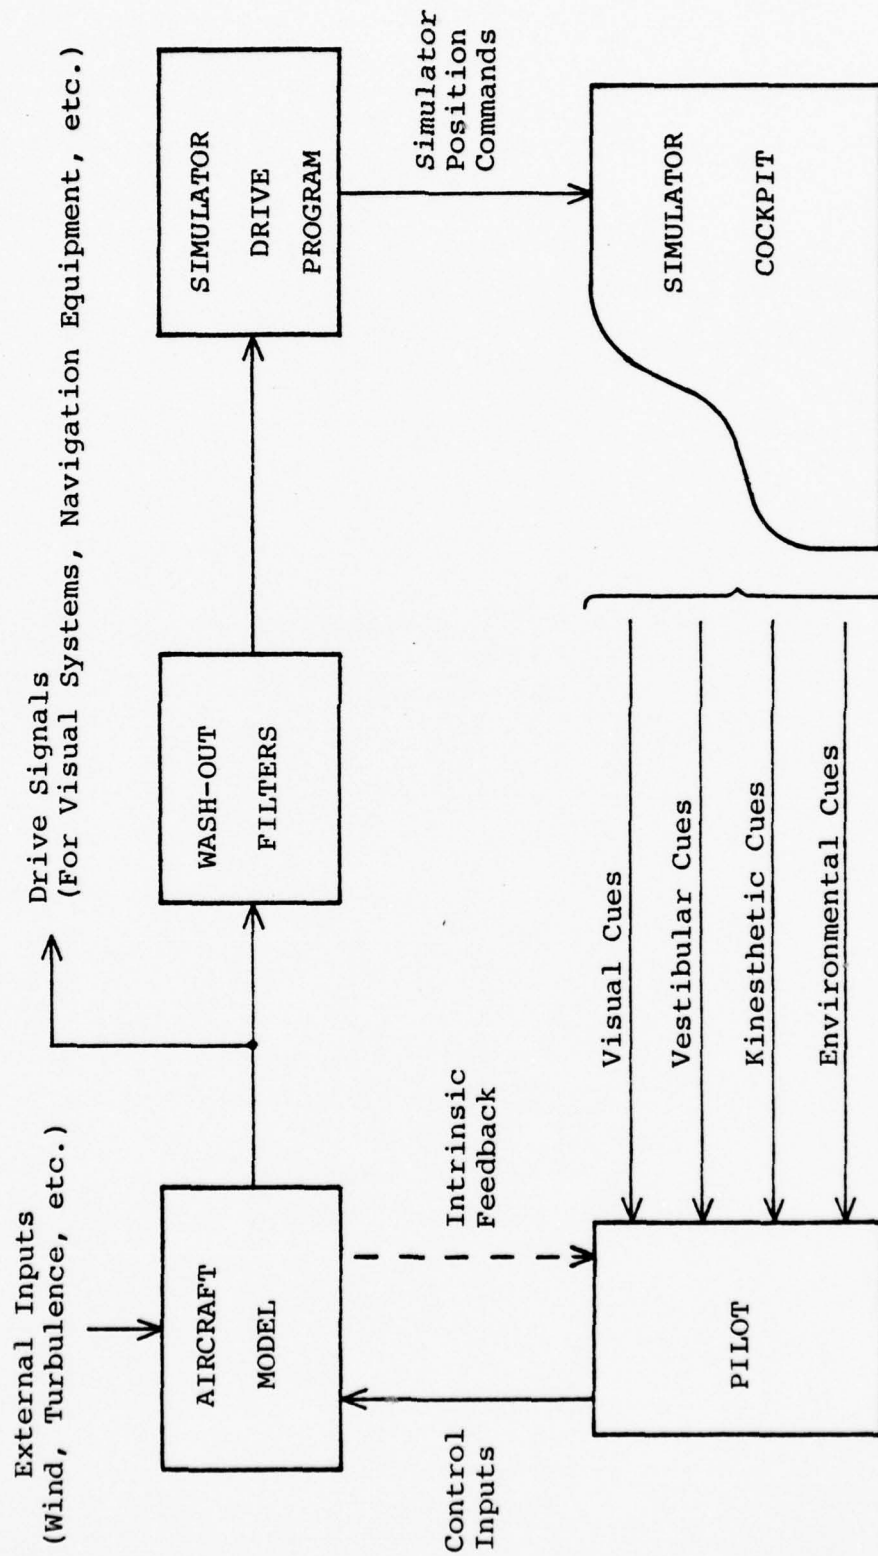 External Inputs
(Wind, Turbulence, etc.)
Drive Signals
(For Visual Systems, Navigation Equipment, etc.)
AIRCRAFT
MODEL
WASH-OUT
FILTERS
SIMULATOR
DRIVE
PROGRAM
Control
Inputs
Intrinsic
Feedback
Simulator
Position
Commands
PILOT
Visual Cues
Vestibular Cues
Kinesthetic Cues
Environmental Cues
SIMULATOR
COCKPIT